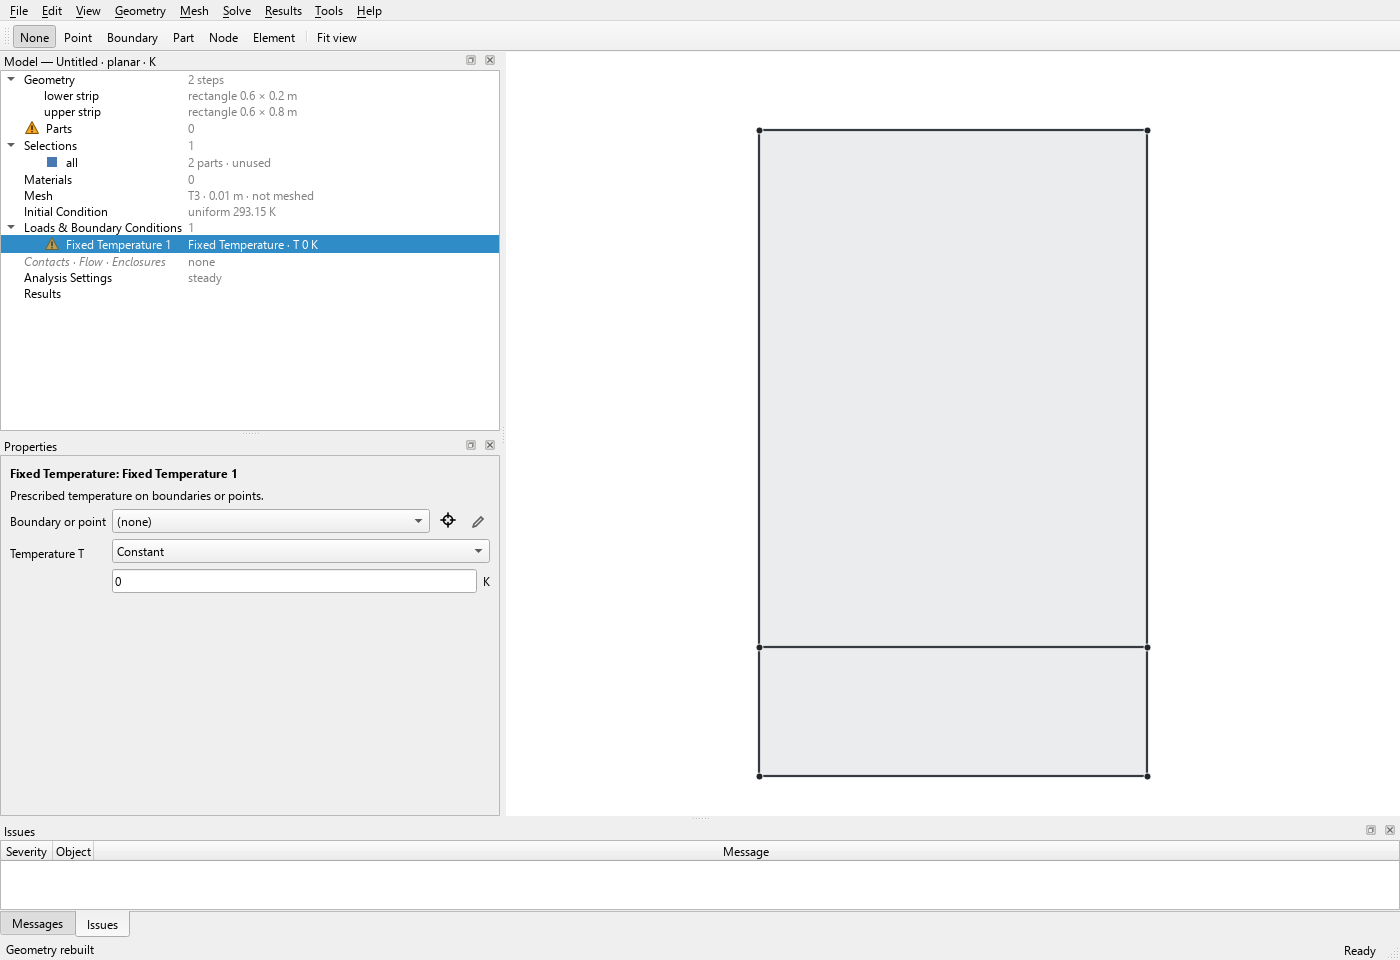 File Edit View Geometry Mesh Solve Results Tools Help
None Point Boundary Part Node Element Fit view
Model — Untitled · planar · K
Geometry 2 steps
lower strip rectangle 0.6 × 0.2 m
upper strip rectangle 0.6 × 0.8 m
Parts 0
Selections 1
all 2 parts · unused
Materials 0
Mesh T3 · 0.01 m · not meshed
Initial Condition uniform 293.15 K
Loads & Boundary Conditions 1
Fixed Temperature 1 Fixed Temperature · T 0 K
Contacts · Flow · Enclosures none
Analysis Settings steady
Results
Properties
Fixed Temperature: Fixed Temperature 1
Prescribed temperature on boundaries or points.
Boundary or point (none)
Temperature T Constant
0 K
Issues
Severity Object Message
Messages Issues
Geometry rebuilt Ready